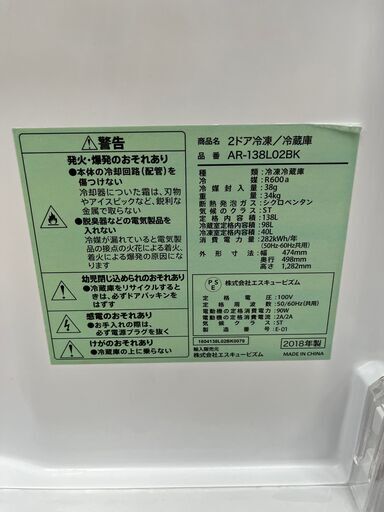 警告
発火・爆発のおそれあり
●本体の冷却回路(配管)を
傷つけない
冷却器についた霜は、刃物
やアイスピックなど、鋭利な
金属で取らない
●脱臭器などの電気製品を
入れない
冷媒が漏れていると電気製品
の接点の火花による着火、
着火による爆発の原因に
幼児閉じ込められのおそれあり
●冷蔵庫をリサイクルするとき
は、必ずドアパッキンを
はずす
感電のおそれあり
●お手入れの際は、
必ず電源プラグを抜く
けがのおそれあり
●冷蔵庫の上に乗らない
商品名 2ドア冷凍/冷蔵庫
品番 AR-138L02BK
種類:冷凍冷蔵庫
冷媒:R600a
冷媒封入量:38g
質量:34kg
断熱発泡ガス:シクロペンタン
気候のクラス:ST
定格内容積:138L
冷蔵室定格内容積:98L
冷凍室定格内容積:40L
消費電力量:282kWh/年
(50Hz・60Hz共用)
外形寸法:幅 474mm
奥行 498mm
高さ 1,282mm
PSE 株式会社エスキュービズム
定格電圧:100V
定格周波数:50/60Hz(共用)
電動機の定格消費電力:90W
電動機の定格消費電流:2A/2A
気候クラス:ST
型名:E-01
1804138L02BK0079
輸入販売元
株式会社エスキュービズム
2018年製
MADE IN CHINA